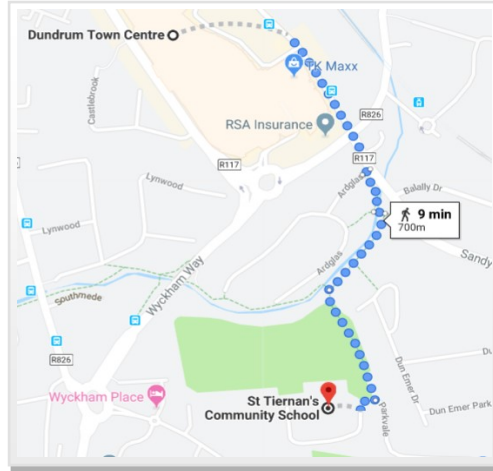 Dundrum Town Centre
TK Maxx
Castlebrook
RSA Insurance
R826
R117
R117
Ardglas
Lynwood
Balally Dr
9 min
700m
Lynwood
Sandy
Ardglas
Wyckham Way
Southmede
R826
Dun Emer Dr
Du
Wyckham Place
St Tiernan's
Community School
Parkvale
Dun Emer Park